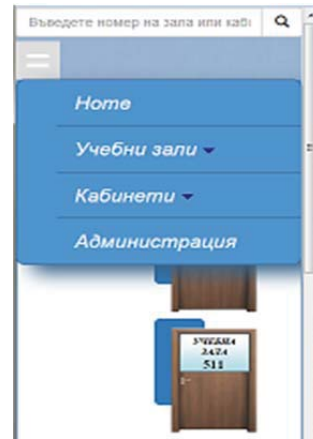 Въведете номер на зала или каби
Home
Учебни зали
Кабинети
Администрация
УЧЕБНА
ЗАЛА
511